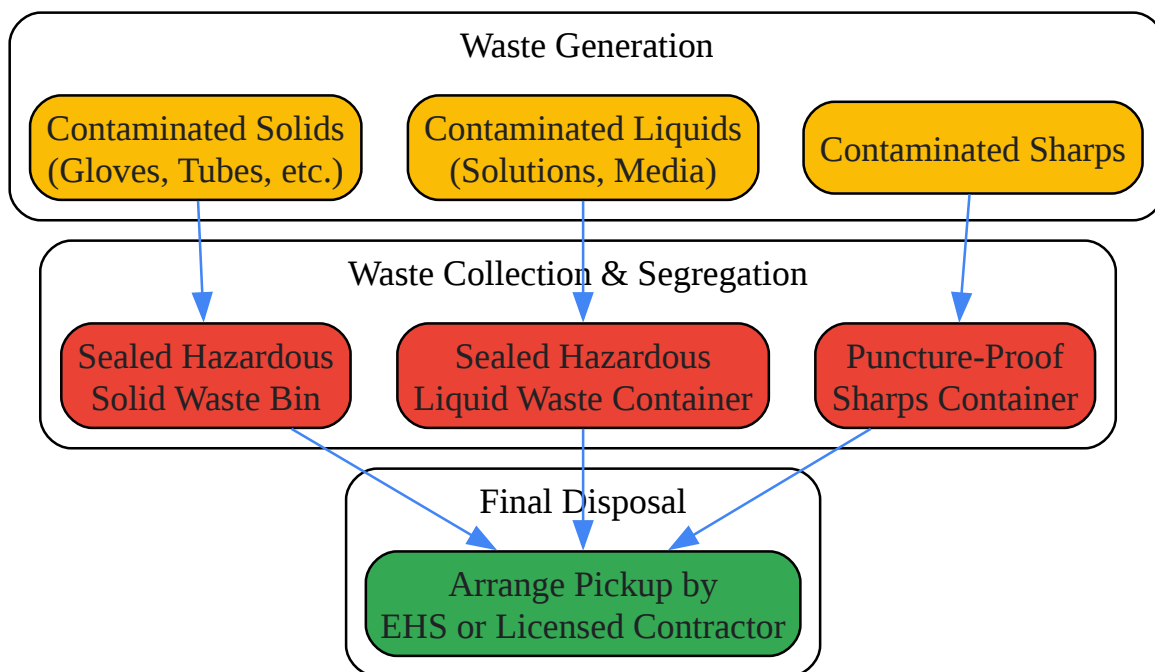 Waste Generation
Contaminated Solids
(Gloves, Tubes, etc.)
Contaminated Liquids
(Solutions, Media)
Contaminated Sharps
Waste Collection & Segregation
Sealed Hazardous
Solid Waste Bin
Sealed Hazardous
Liquid Waste Container
Puncture-Proof
Sharps Container
Final Disposal
Arrange Pickup by
EHS or Licensed Contractor